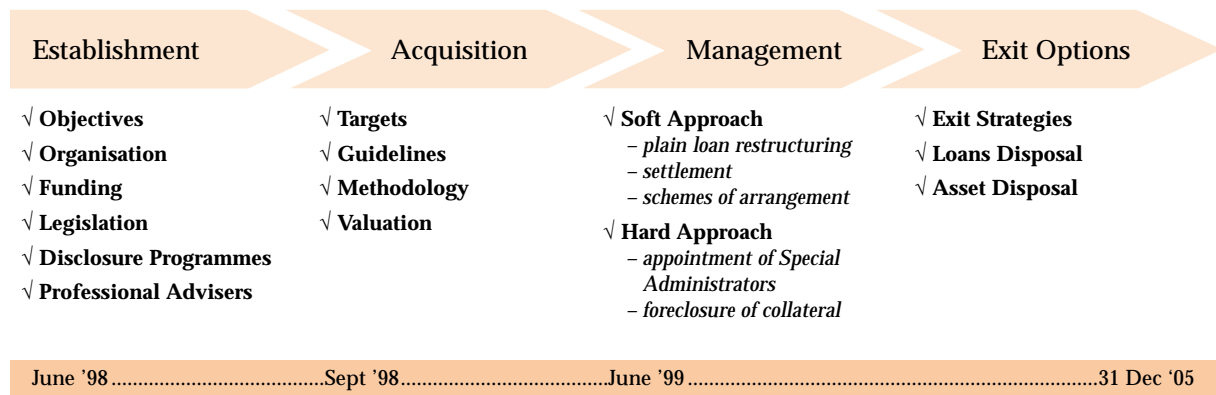 Establishment
Acquisition
Management
Exit Options
√ Objectives
√ Organisation
√ Funding
√ Legislation
√ Disclosure Programmes
√ Professional Advisers
√ Targets
√ Guidelines
√ Methodology
√ Valuation
√ Soft Approach
– plain loan restructuring
– settlement
– schemes of arrangement
√ Hard Approach
– appointment of Special
Administrators
– foreclosure of collateral
√ Exit Strategies
√ Loans Disposal
√ Asset Disposal
June ’98........................................Sept ’98.......................................June ’99.............................................................................31 Dec ‘05